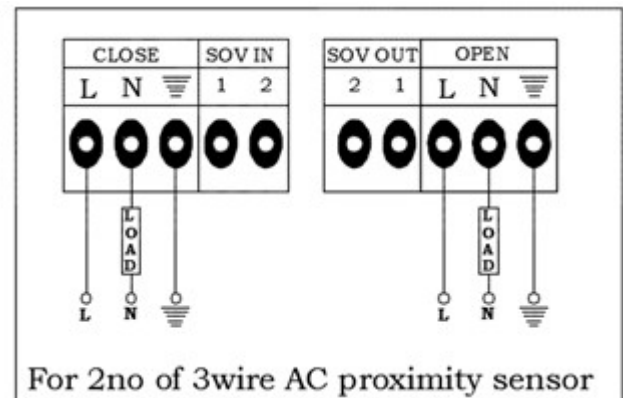 CLOSE SOV IN SOV OUT OPEN
L N 1 2 2 1 L N
LOAD LOAD
L N L N
For 2no of 3wire AC proximity sensor